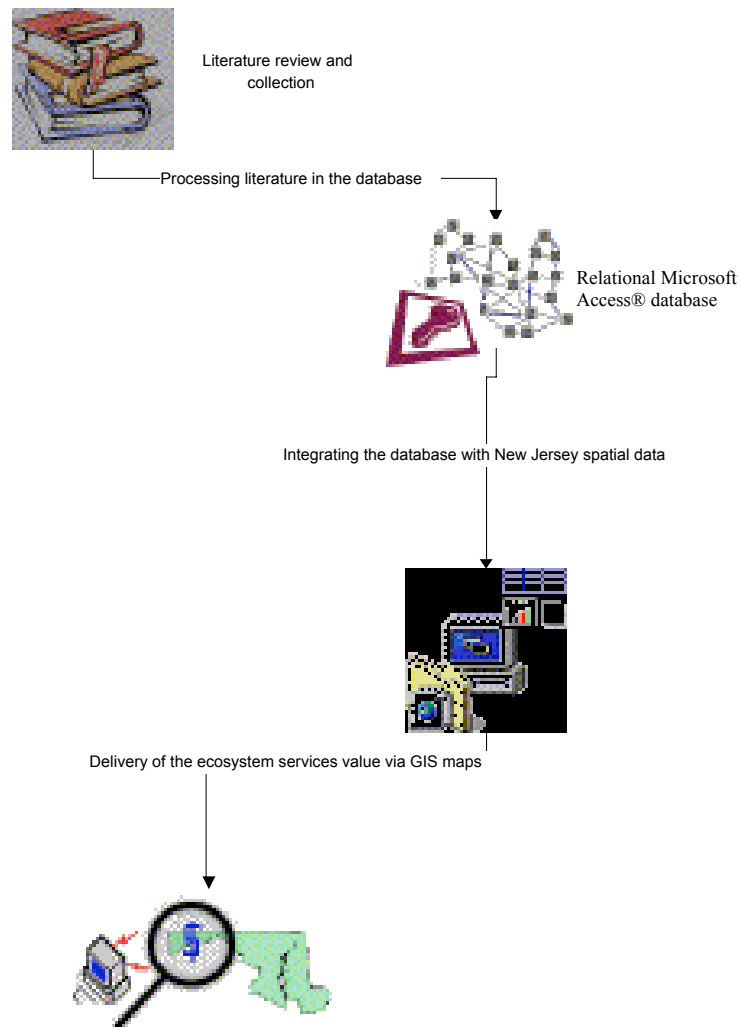 Literature review and
collection
Processing literature in the database
Relational Microsoft
Access® database
Integrating the database with New Jersey spatial data
Delivery of the ecosystem services value via GIS maps
$